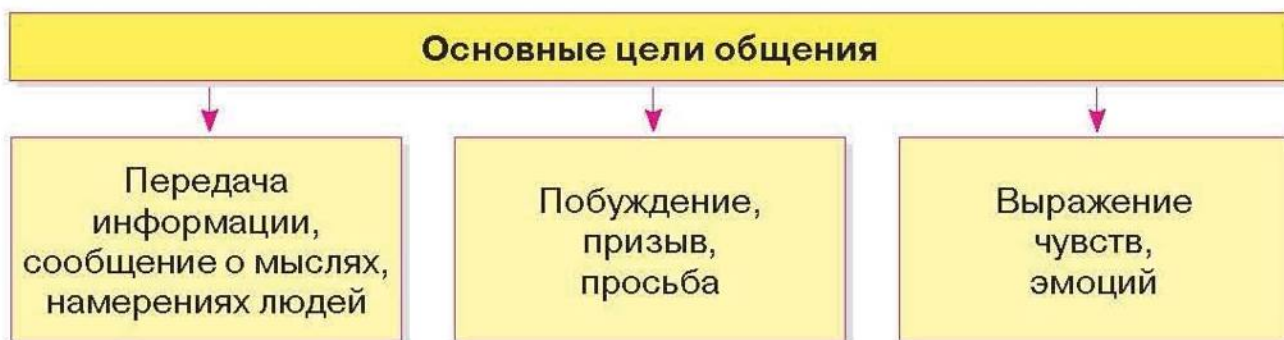 Основные цели общения
Передача
информации,
сообщение о мыслях,
намерениях людей
Побуждение,
призыв,
просьба
Выражение
чувств,
эмоций